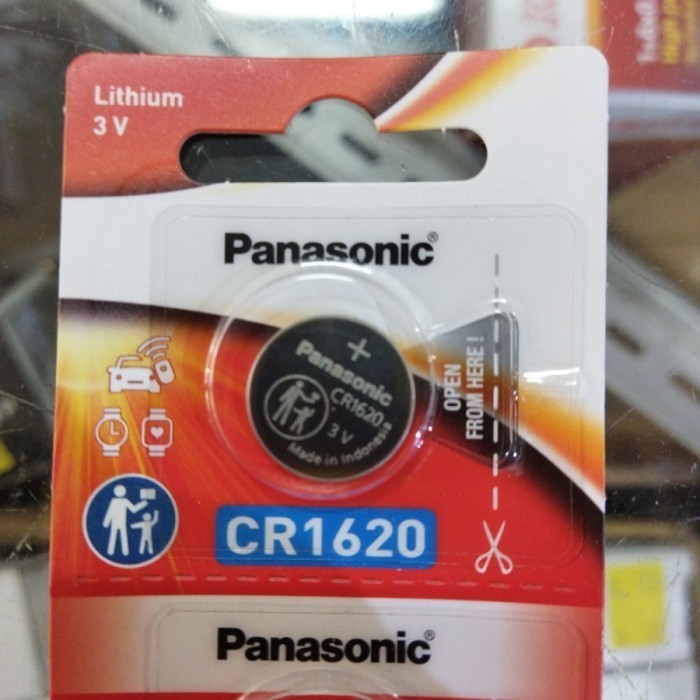 Lithium
3 V
Panasonic®
+
Panasonic
CR1620
3 V
Made in Indonesia
OPEN
FROM HERE !
CR1620
Panasonic®